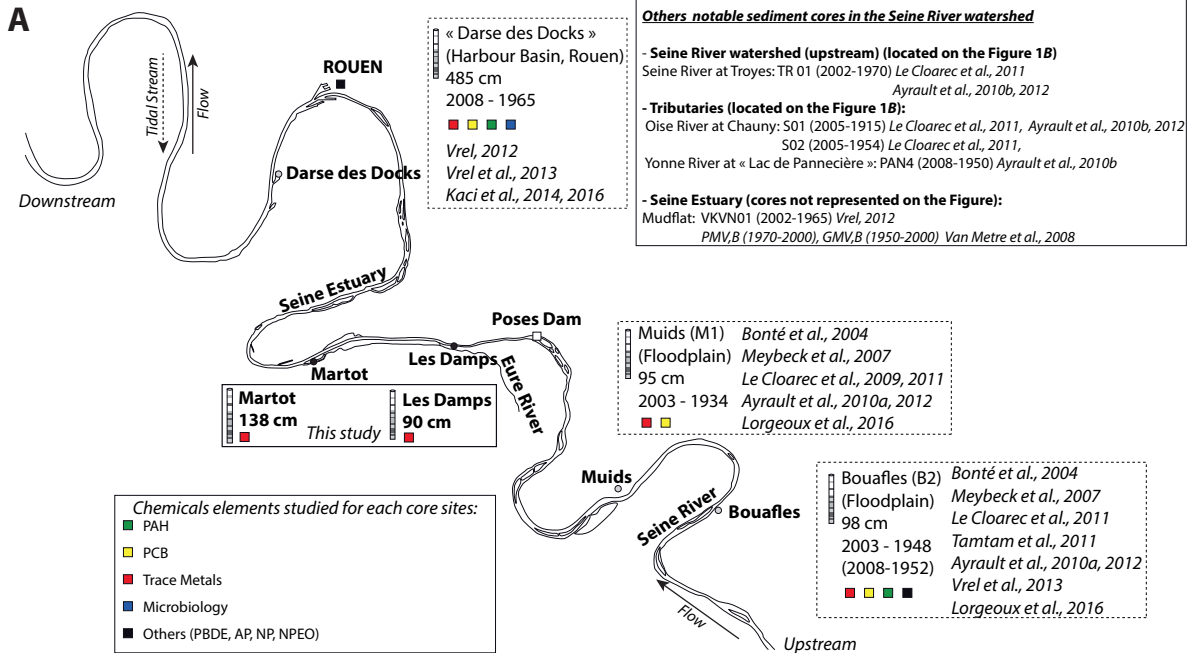 A
« Darse des Docks »
(Harbour Basin, Rouen)
485 cm
2008 - 1965
Vrel, 2012
Vrel et al., 2013
Kaci et al., 2014, 2016
Others notable sediment cores in the Seine River watershed
- Seine River watershed (upstream) (located on the Figure 1B)
Seine River at Troyes: TR 01 (2002-1970) Le Cloarec et al., 2011
Ayrault et al., 2010b, 2012
- Tributaries (located on the Figure 1B):
Oise River at Chauny: S01 (2005-1915) Le Cloarec et al., 2011, Ayrault et al., 2010b, 2012
S02 (2005-1954) Le Cloarec et al., 2011,
Yonne River at « Lac de Pannecière »: PAN4 (2008-1950) Ayrault et al., 2010b
- Seine Estuary (cores not represented on the Figure):
Mudflat: VKVN01 (2002-1965) Vrel, 2012
PMV,B (1970-2000), GMV,B (1950-2000) Van Metre et al., 2008
ROUEN
Tidal Stream
Flow
Darse des Docks
Downstream
Seine Estuary
Poses Dam
Les Damps
Martot
Eure River
Martot
138 cm
Les Damps
90 cm
This study
Muids (M1)
(Floodplain)
95 cm
2003 - 1934
Bonté et al., 2004
Meybeck et al., 2007
Le Cloarec et al., 2009, 2011
Ayrault et al., 2010a, 2012
Lorgeoux et al., 2016
Muids
Seine River
Bouafles
Bouafles (B2)
(Floodplain)
98 cm
2003 - 1948
(2008-1952)
Bonté et al., 2004
Meybeck et al., 2007
Le Cloarec et al., 2011
Tamtam et al., 2011
Ayrault et al., 2010a, 2012
Vrel et al., 2013
Lorgeoux et al., 2016
Chemicals elements studied for each core sites:
PAH
PCB
Trace Metals
Microbiology
Others (PBDE, AP, NP, NPEO)
Flow
Upstream